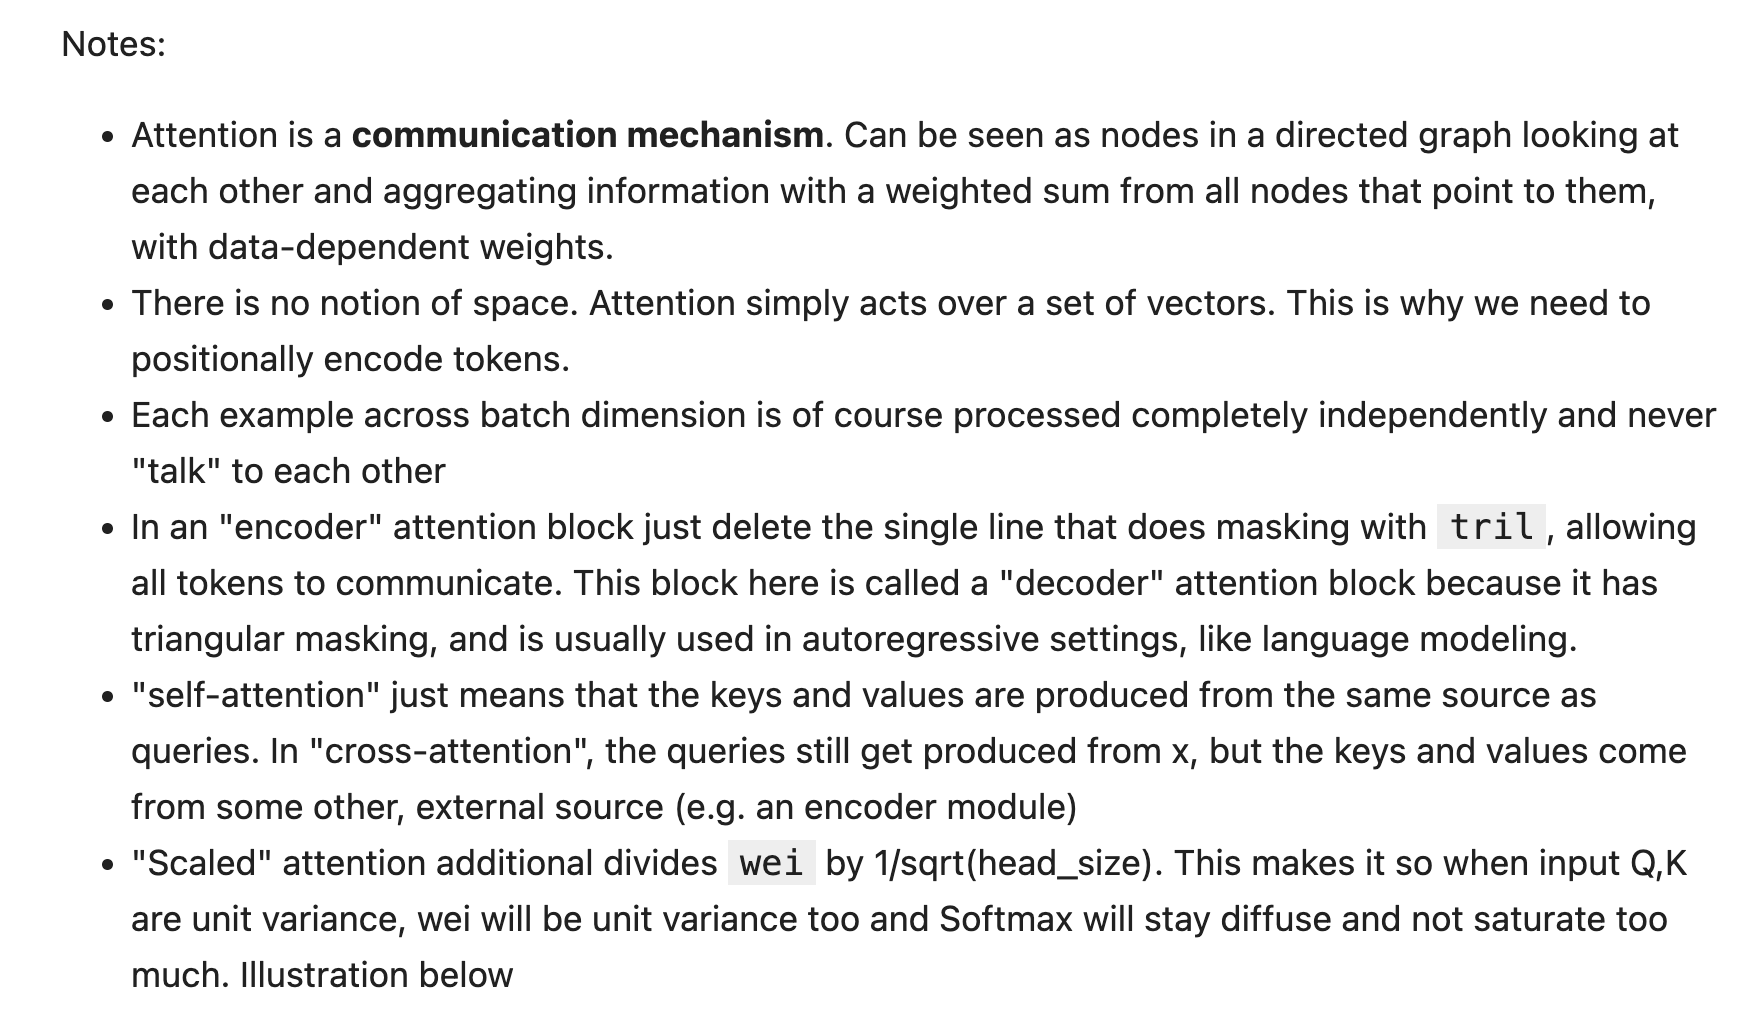 Notes:
• Attention is a communication mechanism. Can be seen as nodes in a directed graph looking at
each other and aggregating information with a weighted sum from all nodes that point to them,
with data-dependent weights.
• There is no notion of space. Attention simply acts over a set of vectors. This is why we need to
positionally encode tokens.
• Each example across batch dimension is of course processed completely independently and never
"talk" to each other
• In an "encoder" attention block just delete the single line that does masking with tril, allowing
all tokens to communicate. This block here is called a "decoder" attention block because it has
triangular masking, and is usually used in autoregressive settings, like language modeling.
• "self-attention" just means that the keys and values are produced from the same source as
queries. In "cross-attention", the queries still get produced from x, but the keys and values come
from some other, external source (e.g. an encoder module)
• "Scaled" attention additional divides wei by 1/sqrt(head_size). This makes it so when input Q,K
are unit variance, wei will be unit variance too and Softmax will stay diffuse and not saturate too
much. Illustration below